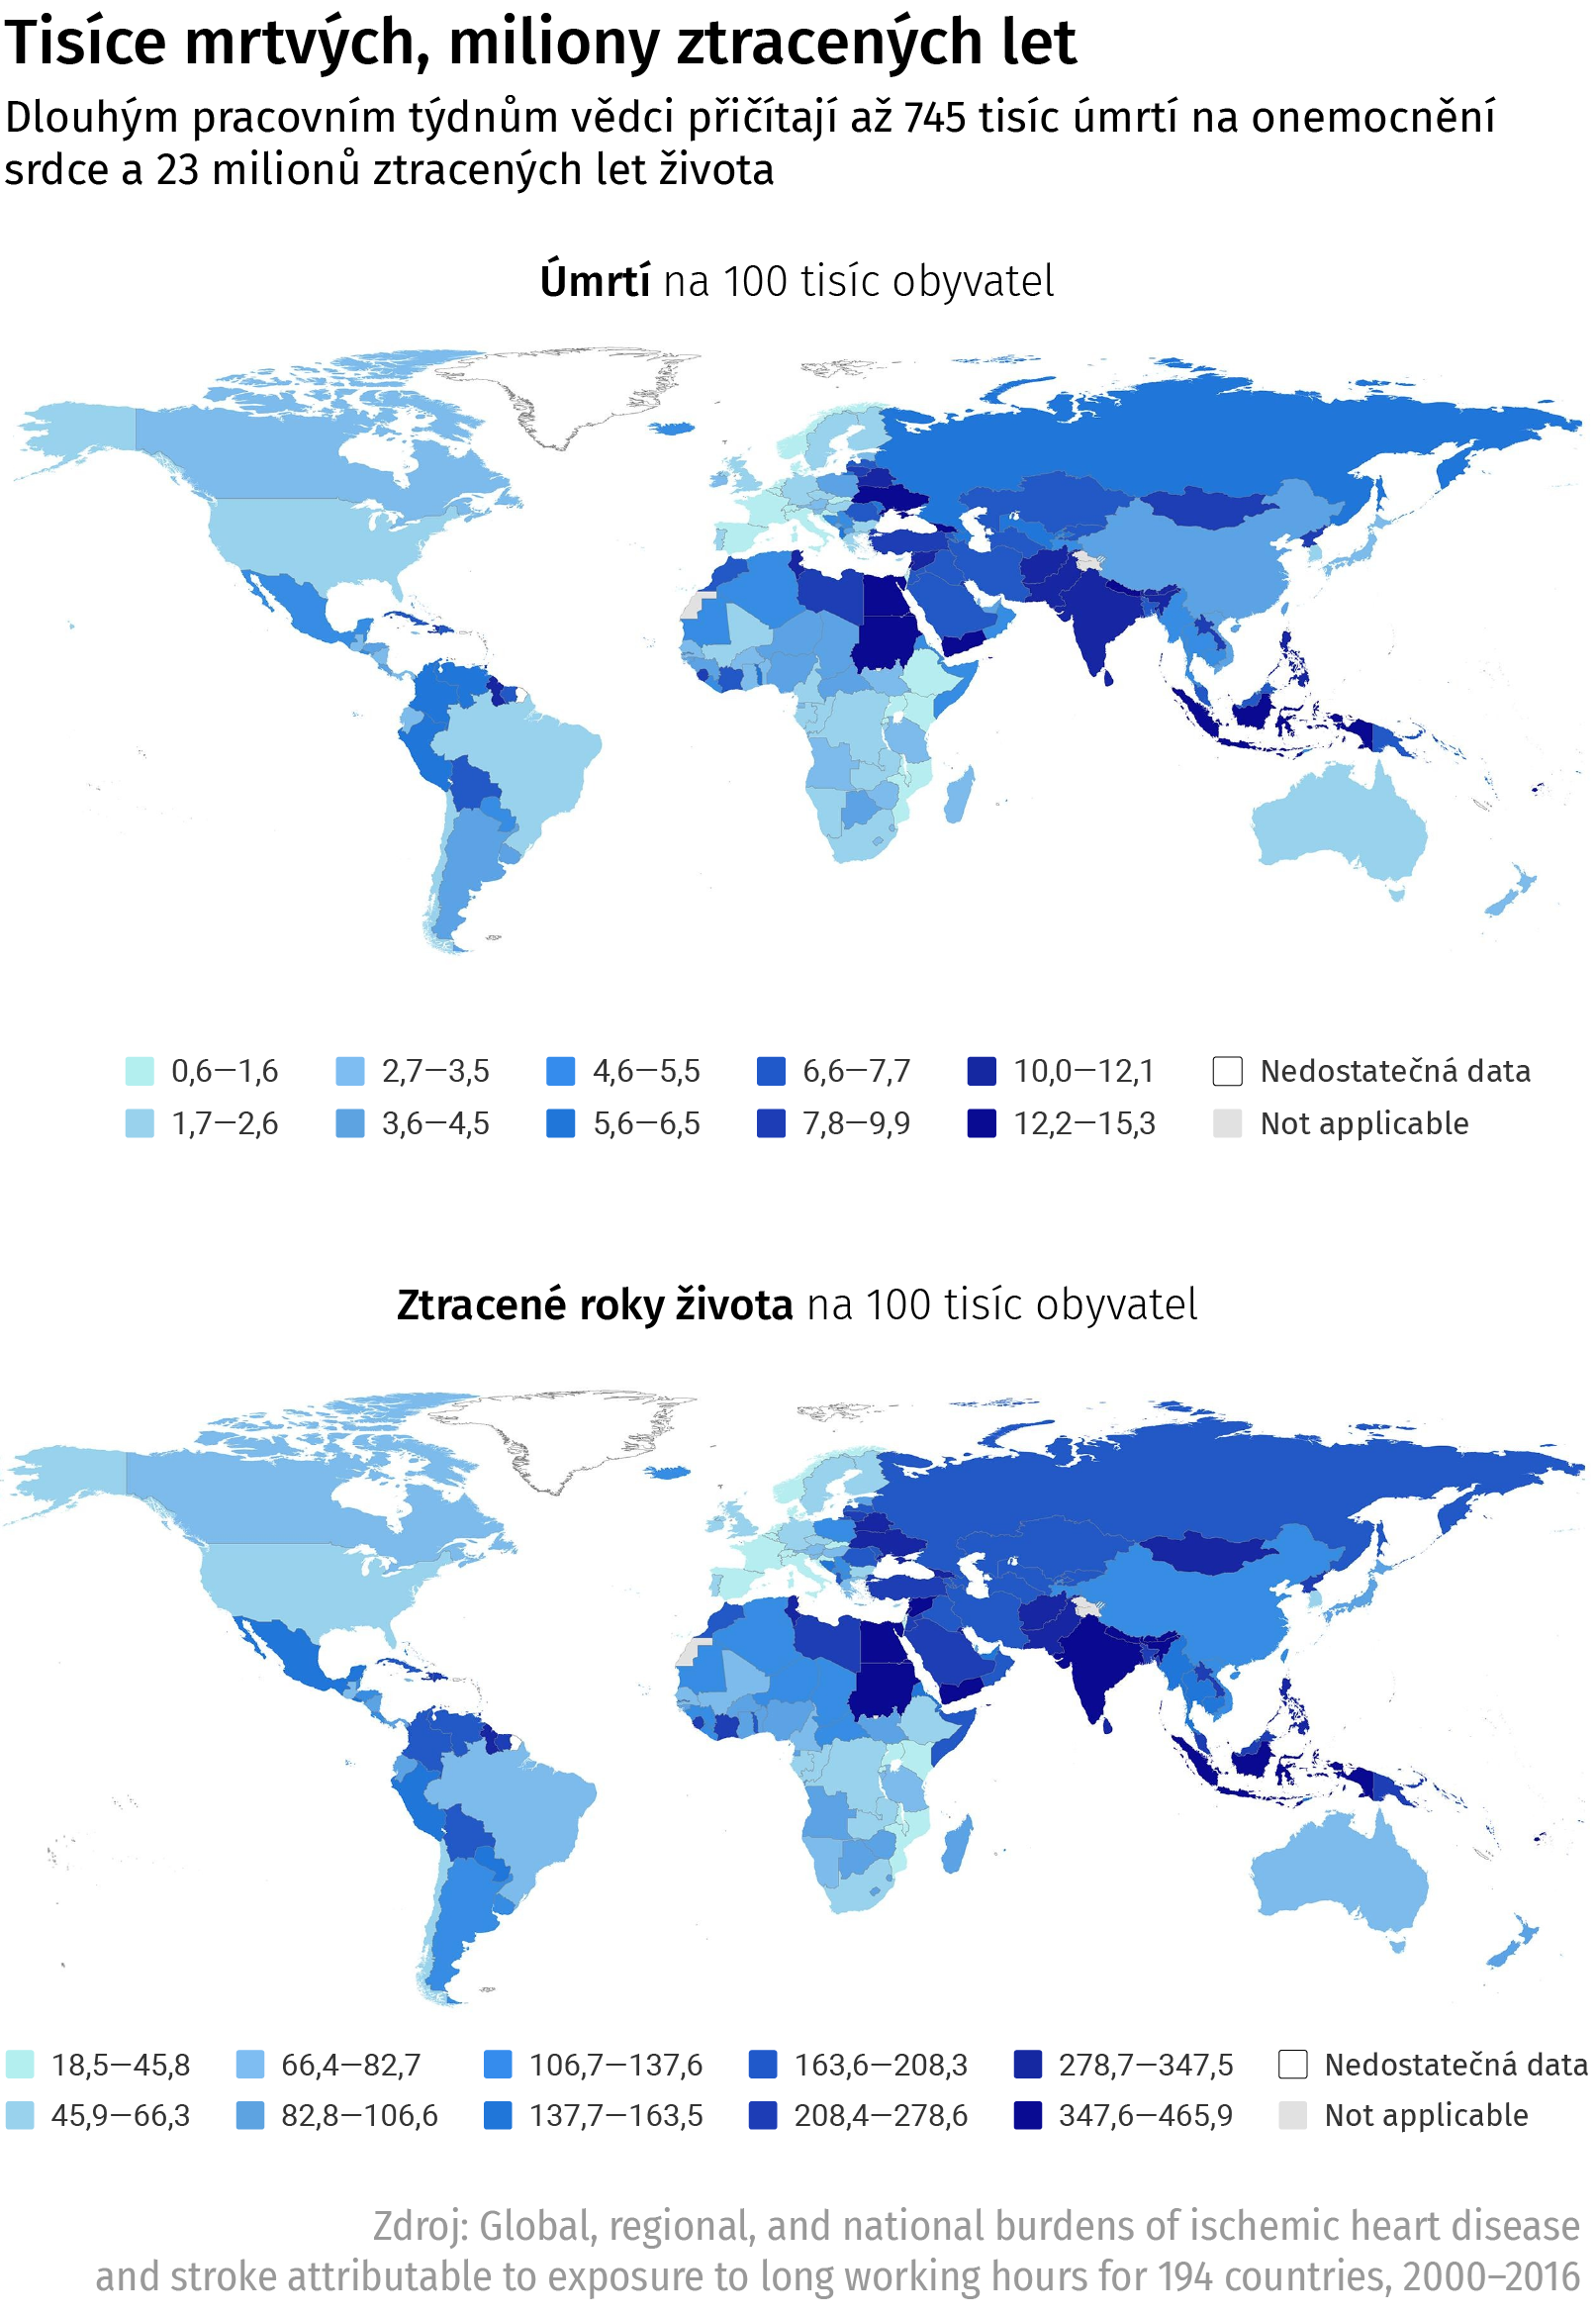 Tisíce mrtvých, miliony ztracených let
Dlouhým pracovním týdnům vědci přičítají až 745 tisíc úmrtí na onemocnění
srdce a 23 milionů ztracených let života
Úmrtí na 100 tisíc obyvatel
0,6—1,6 2,7—3,5 4,6—5,5 6,6—7,7 10,0—12,1 Nedostatečná data
1,7—2,6 3,6—4,5 5,6—6,5 7,8—9,9 12,2—15,3 Not applicable
Ztracené roky života na 100 tisíc obyvatel
18,5—45,8 66,4—82,7 106,7—137,6 163,6—208,3 278,7—347,5 Nedostatečná data
45,9—66,3 82,8—106,6 137,7—163,5 208,4—278,6 347,6—465,9 Not applicable
Zdroj: Global, regional, and national burdens of ischemic heart disease
and stroke attributable to exposure to long working hours for 194 countries, 2000–2016